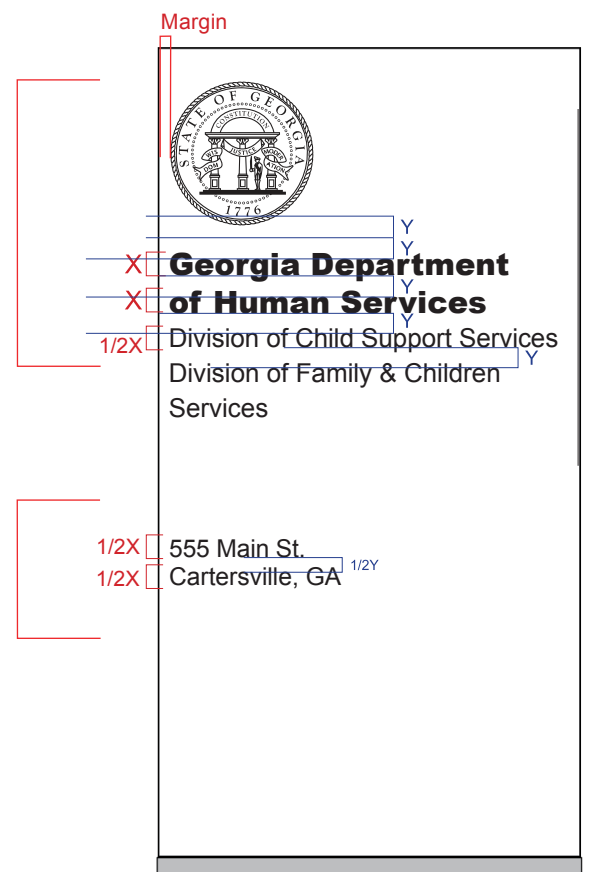 Margin
STATE OF GEORGIA
CONSTITUTION
WISDOM JUSTICE MODERATION
1776
Y
Y
X Georgia Department
Y
X of Human Services
Y
1/2X Division of Child Support Services
Y
Division of Family & Children
Services
1/2X 555 Main St.
1/2Y
1/2X Cartersville, GA